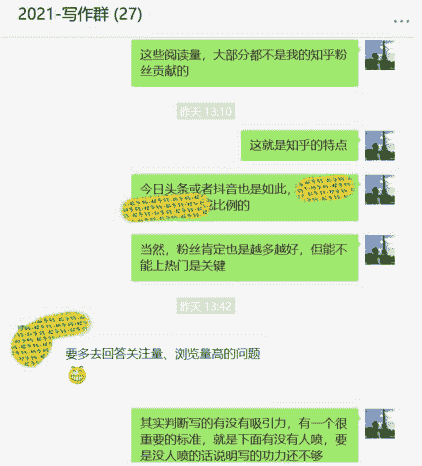 2021-写作群 (27)
这些阅读量，大部分都不是我的知乎粉
丝贡献的
昨天 13:10
这就是知乎的特点
今日头条或者抖音也是如此，
比例的
当然，粉丝肯定也是越多越好，但能不
能上热门是关键
昨天 13:42
要多去回答关注量、浏览量高的问题
其实判断写的有没有吸引力，有一个很
重要的标准，就是下面有没有人喷，要
是没人喷的话说明写的功力还不够